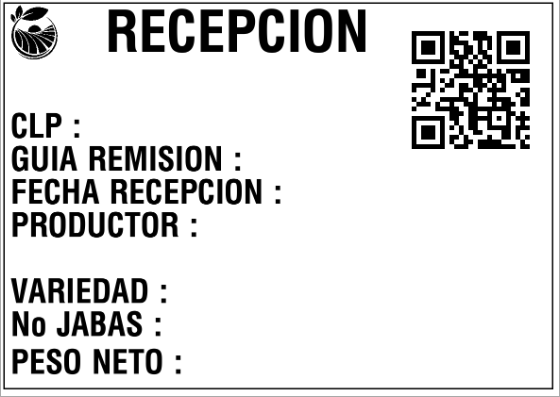 RECEPCION
CLP :
GUIA REMISION :
FECHA RECEPCION :
PRODUCTOR :
VARIEDAD :
No JABAS :
PESO NETO :